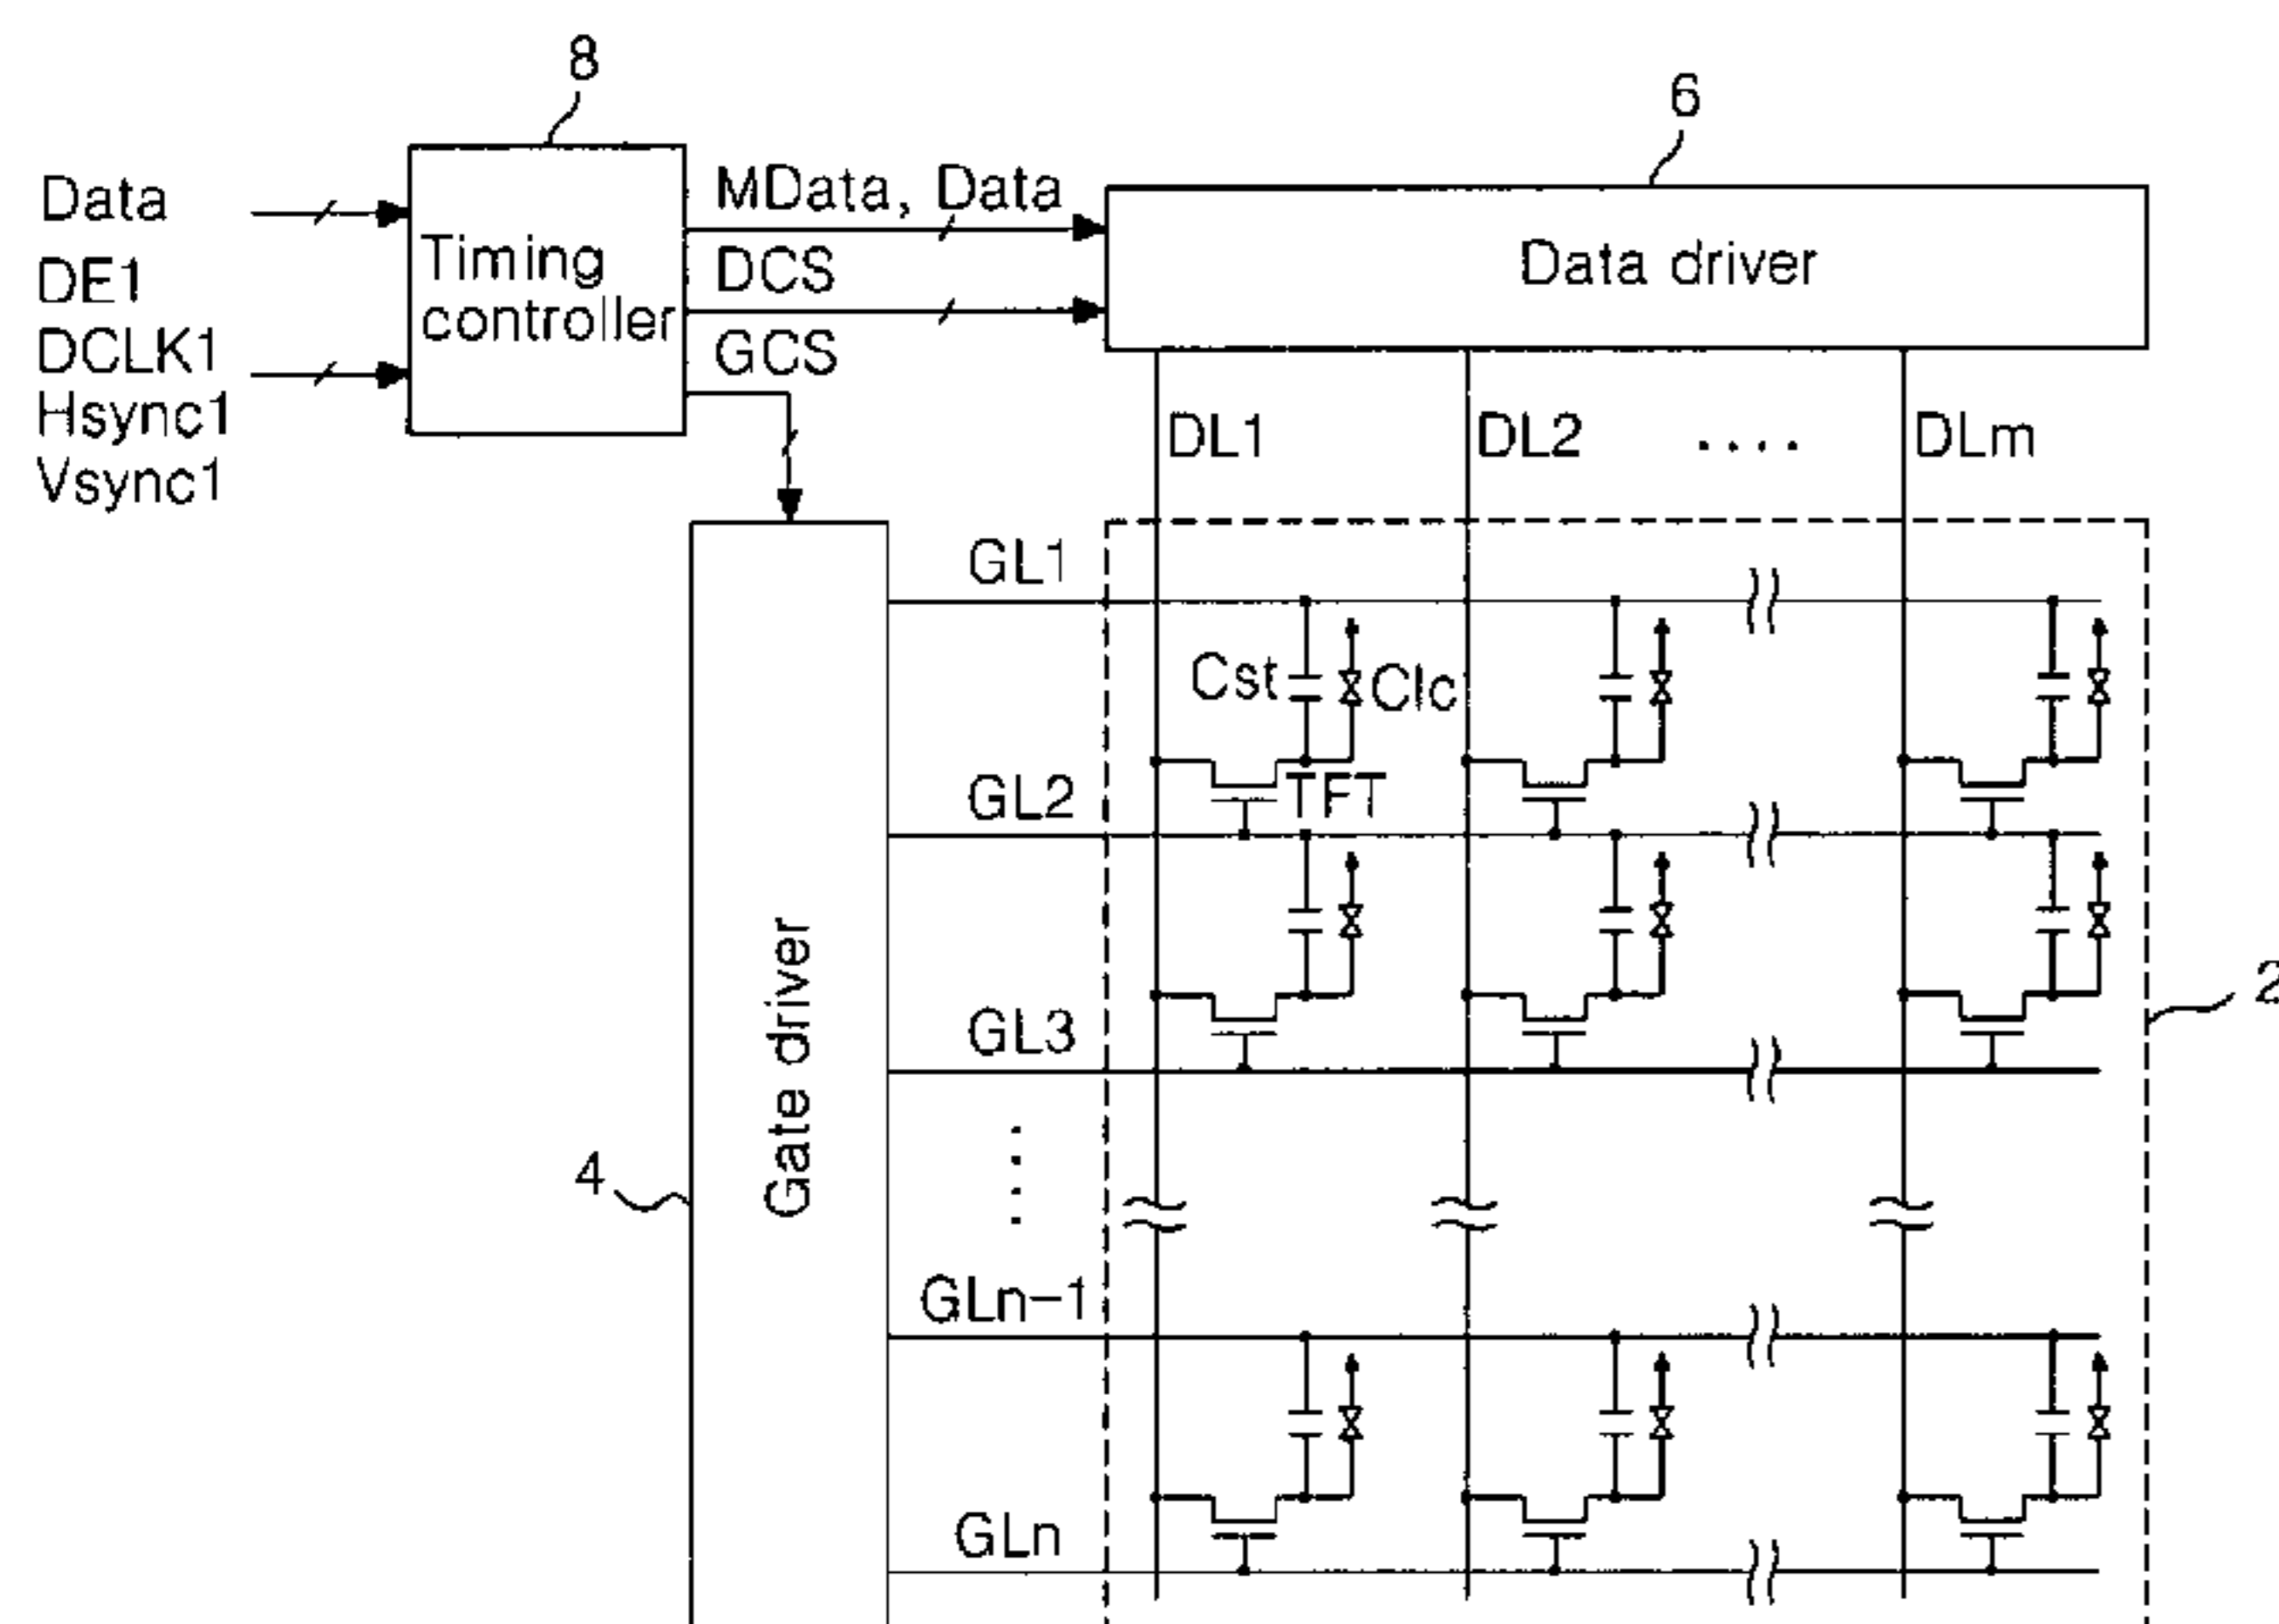 8
6
Data
DE1
DCLK1
Hsync1
Vsync1
Timing
controller
MData, Data
DCS
GCS
Data driver
DL1
DL2
....
DLm
GL1
Cst
Clc
TFT
GL2
GL3
2
Gate driver
4
GLn-1
GLn